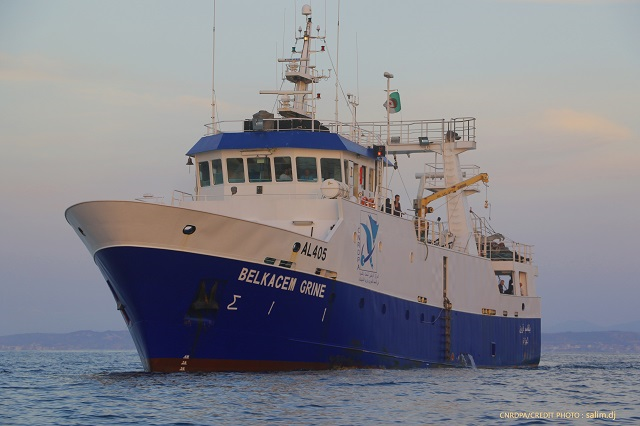 AL405
BELKACEM GRINE
CNRDPA/CREDIT PHOTO : salim.dj